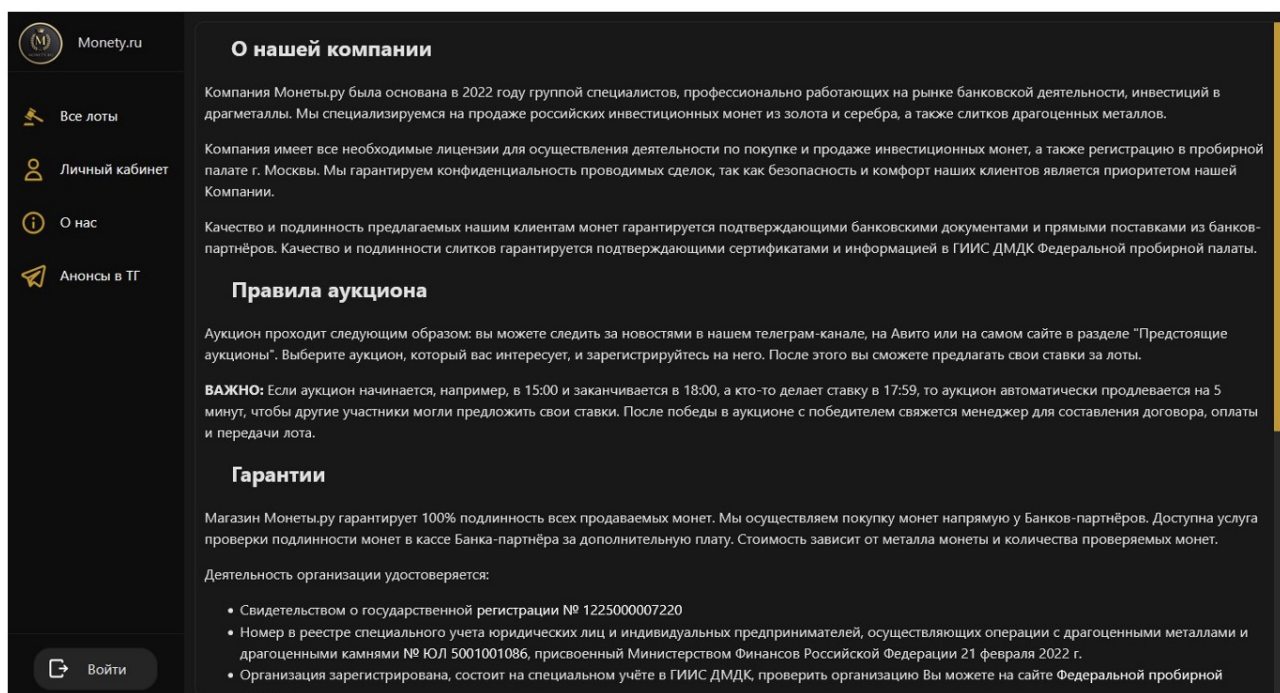 Monety.ru
Все лоты
Личный кабинет
О нас
Анонсы в ТГ
Войти
О нашей компании
Компания Монеты.ру была основана в 2022 году группой специалистов, профессионально работающих на рынке банковской деятельности, инвестиций в
драгметаллы. Мы специализируемся на продаже российских инвестиционных монет из золота и серебра, а также слитков драгоценных металлов.
Компания имеет все необходимые лицензии для осуществления деятельности по покупке и продаже инвестиционных монет, а также регистрацию в пробирной
палате г. Москвы. Мы гарантируем конфиденциальность проводимых сделок, так как безопасность и комфорт наших клиентов является приоритетом нашей
Компании.
Качество и подлинность предлагаемых нашим клиентам монет гарантируется подтверждающими банковскими документами и прямыми поставками из банков-
партнёров. Качество и подлинности слитков гарантируется подтверждающими сертификатами и информацией в ГИИС ДМДК Федеральной пробирной палаты.
Правила аукциона
Аукцион проходит следующим образом: вы можете следить за новостями в нашем телеграм-канале, на Авито или на самом сайте в разделе "Предстоящие
аукционы". Выберите аукцион, который вас интересует, и зарегистрируйтесь на него. После этого вы сможете предлагать свои ставки за лоты.
ВАЖНО: Если аукцион начинается, например, в 15:00 и заканчивается в 18:00, а кто-то делает ставку в 17:59, то аукцион автоматически продлевается на 5
минут, чтобы другие участники могли предложить свои ставки. После победы в аукционе с победителем свяжется менеджер для составления договора, оплаты
и передачи лота.
Гарантии
Магазин Монеты.ру гарантирует 100% подлинность всех продаваемых монет. Мы осуществляем покупку монет напрямую у Банков-партнёров. Доступна услуга
проверки подлинности монет в кассе Банка-партнёра за дополнительную плату. Стоимость зависит от металла монеты и количества проверяемых монет.
Деятельность организации удостоверяется:
• Свидетельством о государственной регистрации № 1225000007220
• Номер в реестре специального учета юридических лиц и индивидуальных предпринимателей, осуществляющих операции с драгоценными металлами и
драгоценными камнями № ЮЛ 5001001086, присвоенный Министерством Финансов Российской Федерации 21 февраля 2022 г.
• Организация зарегистрирована, состоит на специальном учёте в ГИИС ДМДК, проверить организацию Вы можете на сайте Федеральной пробирной